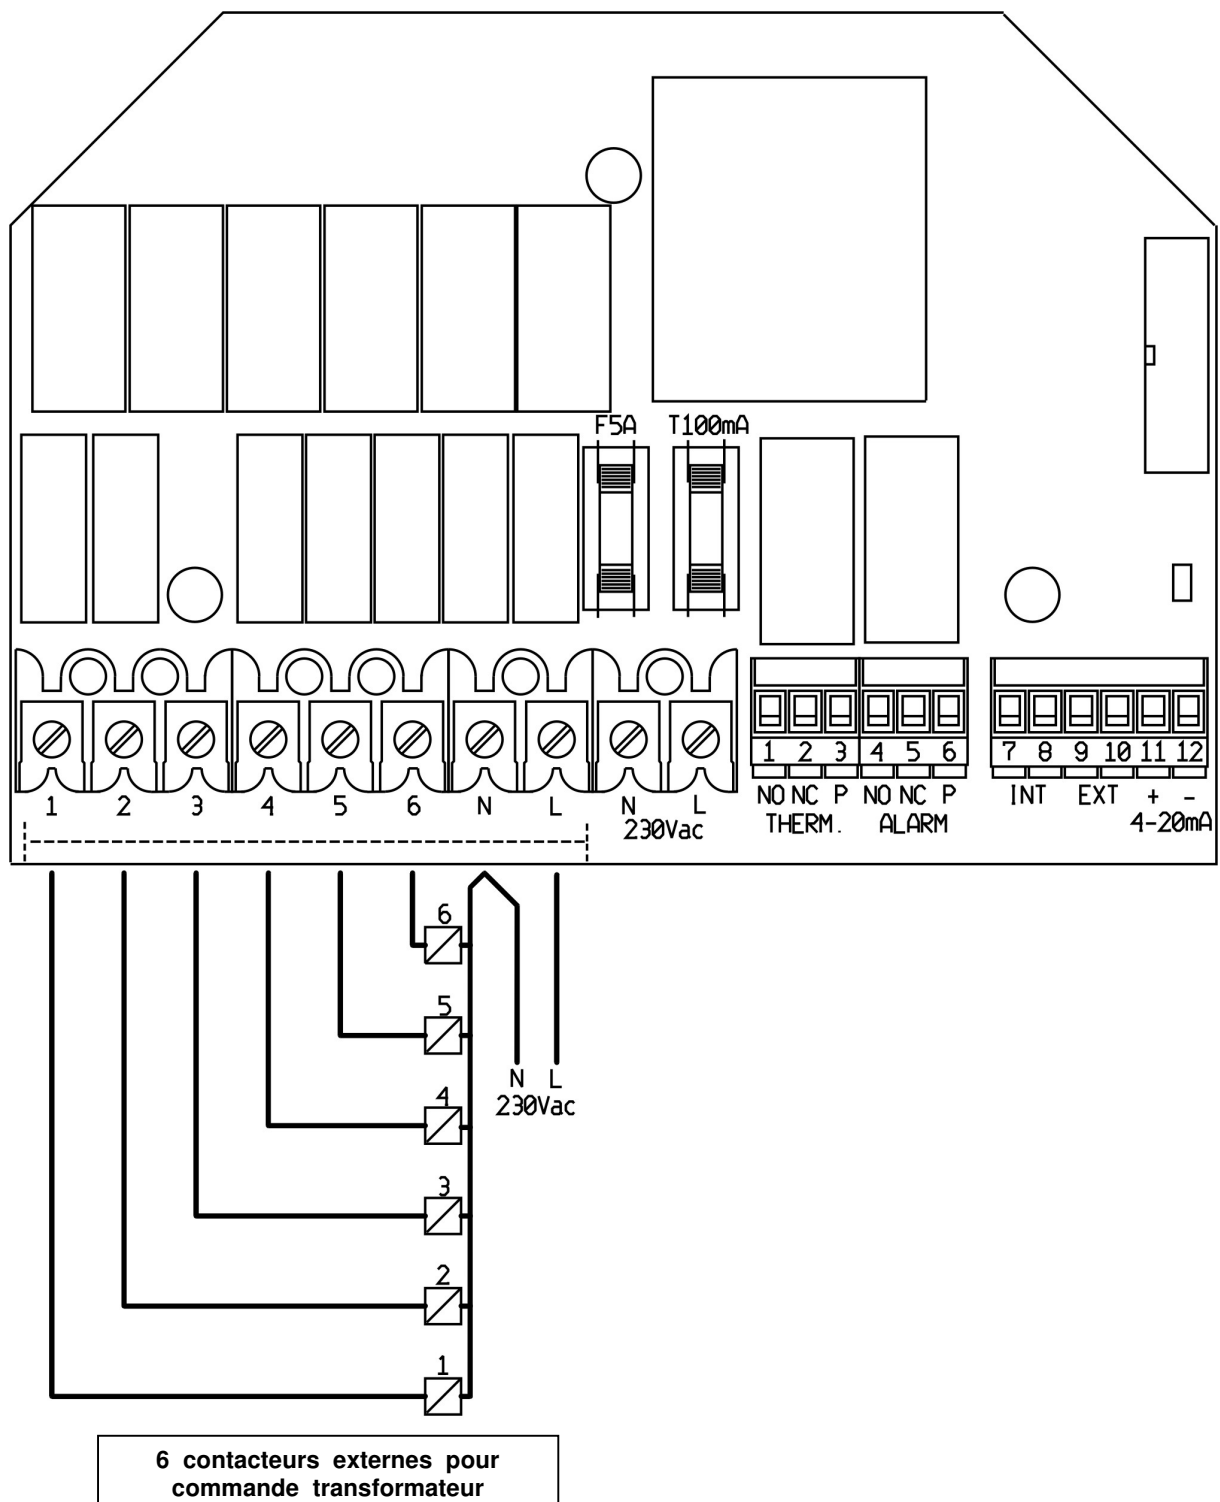 F5A T100mA
1 2 3 4 5 6 7 8 9 10 11 12
1 2 3 4 5 6 N L N L
230Vac
NO NC P NO NC P INT EXT + -
THERM. ALARM 4-20mA
6
5
4
N L
230Vac
3
2
1
6 contacteurs externes pour
commande transformateur